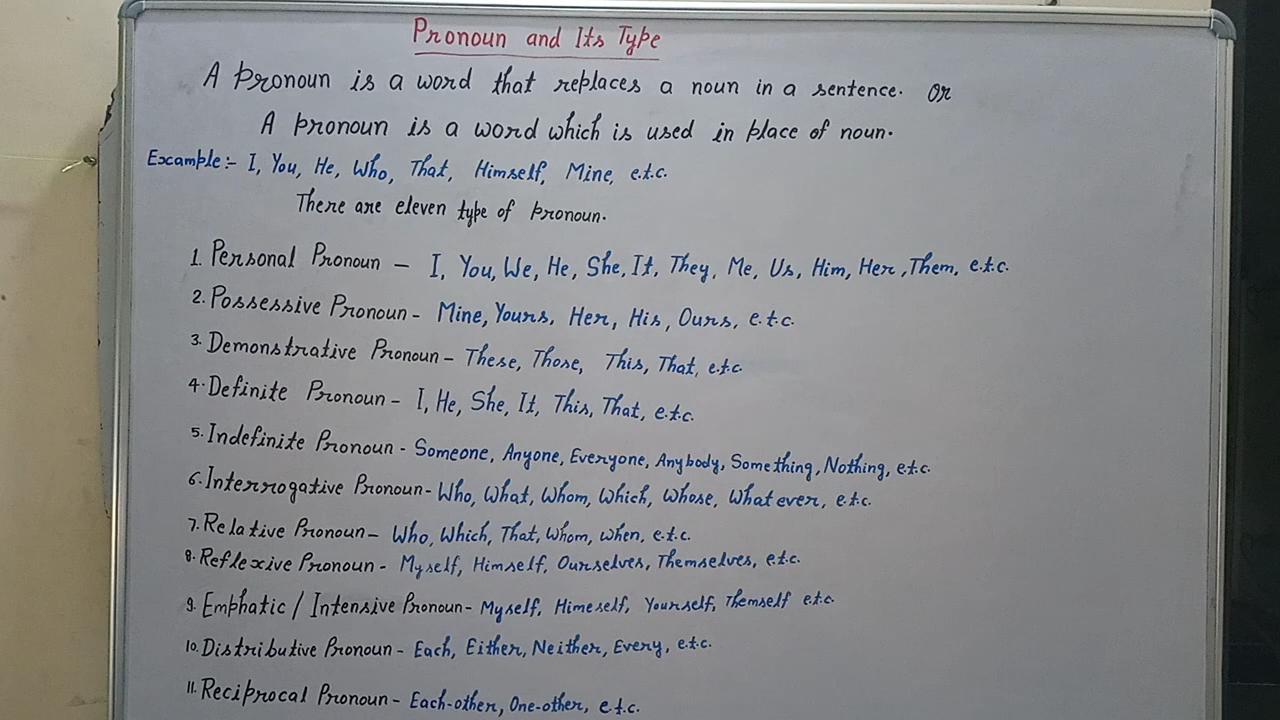 Pronoun and Its Type
A pronoun is a word that replaces a noun in a sentence. Or
A pronoun is a word which is used in place of noun.
Example:- I, You, He, Who, That, Himself, Mine, e.t.c.
There are eleven type of pronoun.
1. Personal Pronoun – I, You, We, He, She, It, They, Me, Us, Him, Her, Them, e.t.c.
2. Possessive Pronoun - Mine, Yours, Her, His, Ours, e.t.c.
3. Demonstrative Pronoun – These, Those, This, That, e.t.c.
4. Definite Pronoun – I, He, She, It, This, That, e.t.c.
5. Indefinite Pronoun - Someone, Anyone, Everyone, Anybody, Something, Nothing, e.t.c.
6. Interrogative Pronoun - Who, What, Whom, Which, Whose, What ever, e.t.c.
7. Relative Pronoun – Who, Which, That, Whom, when, e.t.c.
8. Reflexive Pronoun - Myself, Himself, Ourselves, Themselves, e.t.c.
9. Emphatic / Intensive Pronoun - Myself, Himeself, Yourself, Themself e.t.c.
10. Distributive Pronoun - Each, Either, Neither, Every, e.t.c.
11. Reciprocal Pronoun - Each-other, One-other, e.t.c.